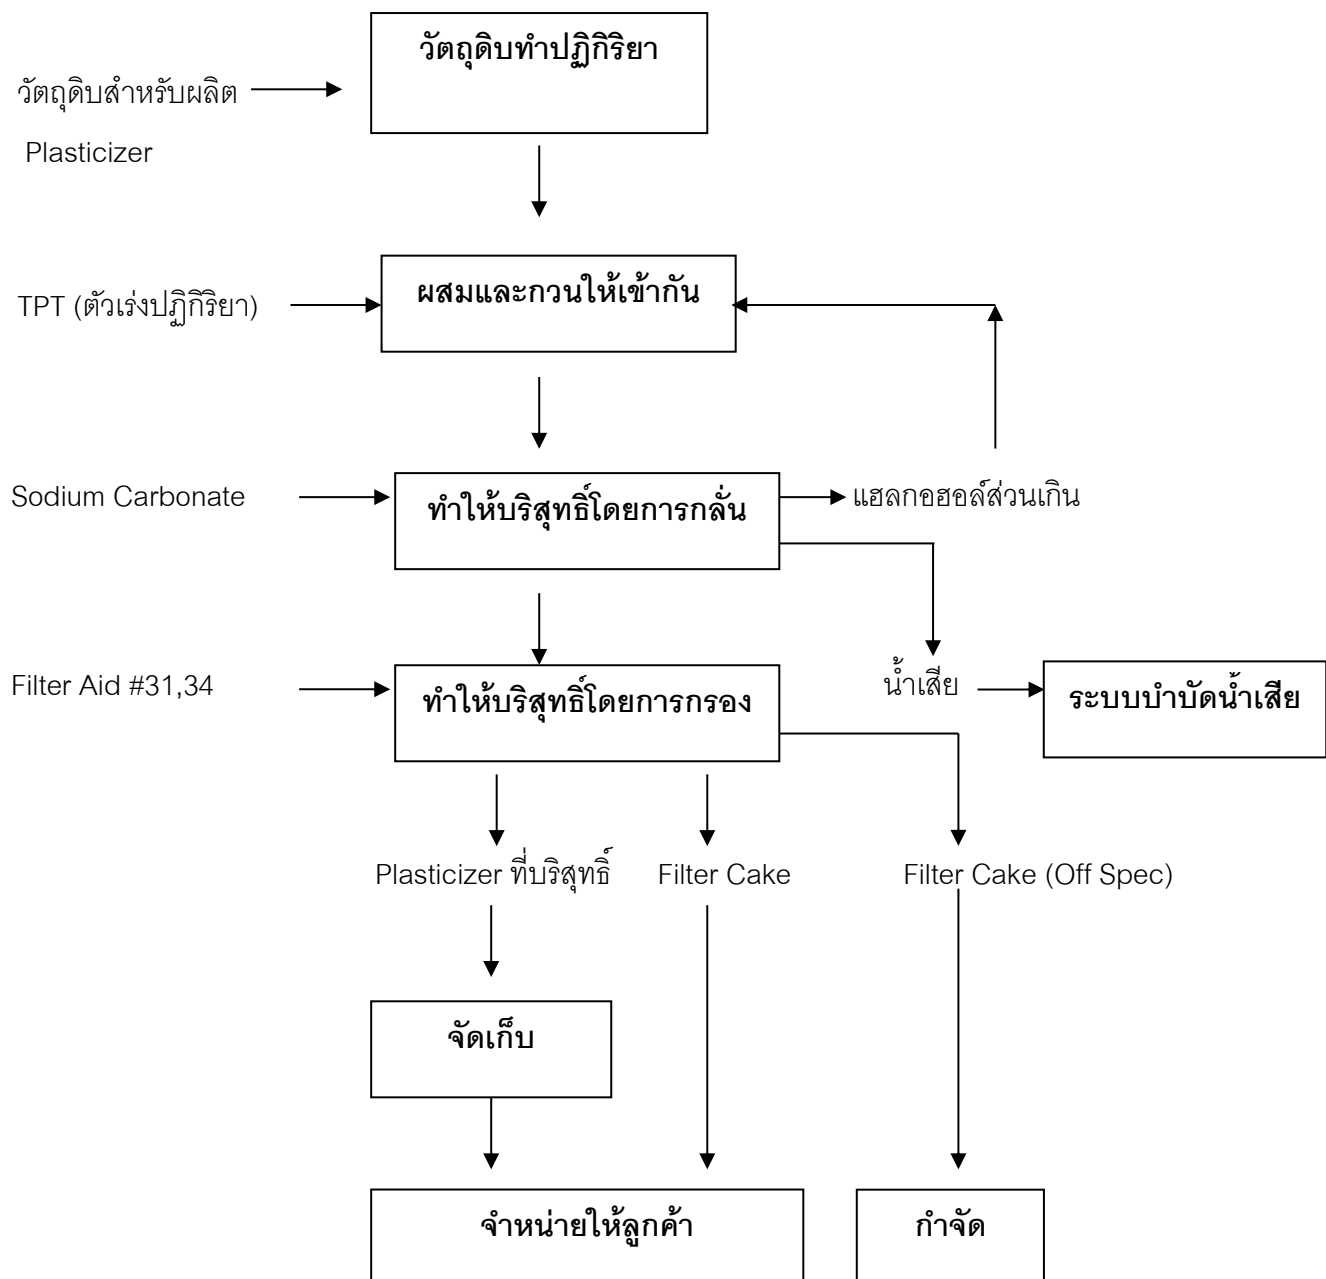 วัตถุดิบทำปฏิกิริยา
วัตถุดิบสำหรับผลิต
Plasticizer
ผสมและกวนให้เข้ากัน
TPT (ตัวเร่งปฏิกิริยา)
Sodium Carbonate
ทำให้บริสุทธิ์โดยการกลั่น
แฮลกอฮอล์ส่วนเกิน
Filter Aid #31,34
ทำให้บริสุทธิ์โดยการกรอง
น้ำเสีย
ระบบบำบัดน้ำเสีย
Plasticizer ที่บริสุทธิ์
Filter Cake
Filter Cake (Off Spec)
จัดเก็บ
จำหน่ายให้ลูกค้า
กำจัด